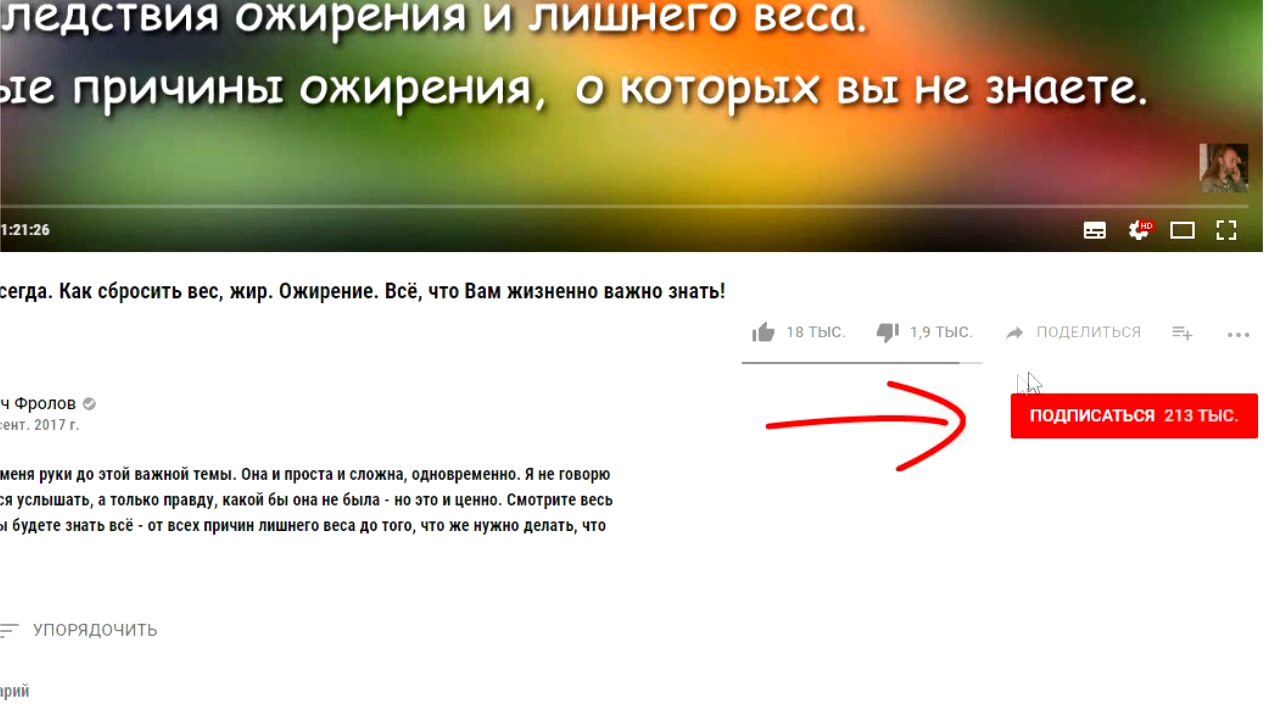 ледствия ожирения и лишнего веса.
ые причины ожирения, о которых вы не знаете.
1:21:26
HD
сегда. Как сбросить вес, жир. Ожирение. Всё, что Вам жизненно важно знать!
18 ТЫС. 1,9 ТЫС. ПОДЕЛИТЬСЯ
ч Фролов
сент. 2017 г.
ПОДПИСАТЬСЯ 213 ТЫС.
меня руки до этой важной темы. Она и проста и сложна, одновременно. Я не говорю
ся услышать, а только правду, какой бы она не была - но это и ценно. Смотрите весь
ы будете знать всё - от всех причин лишнего веса до того, что же нужно делать, что
УПОРЯДОЧИТЬ
арий